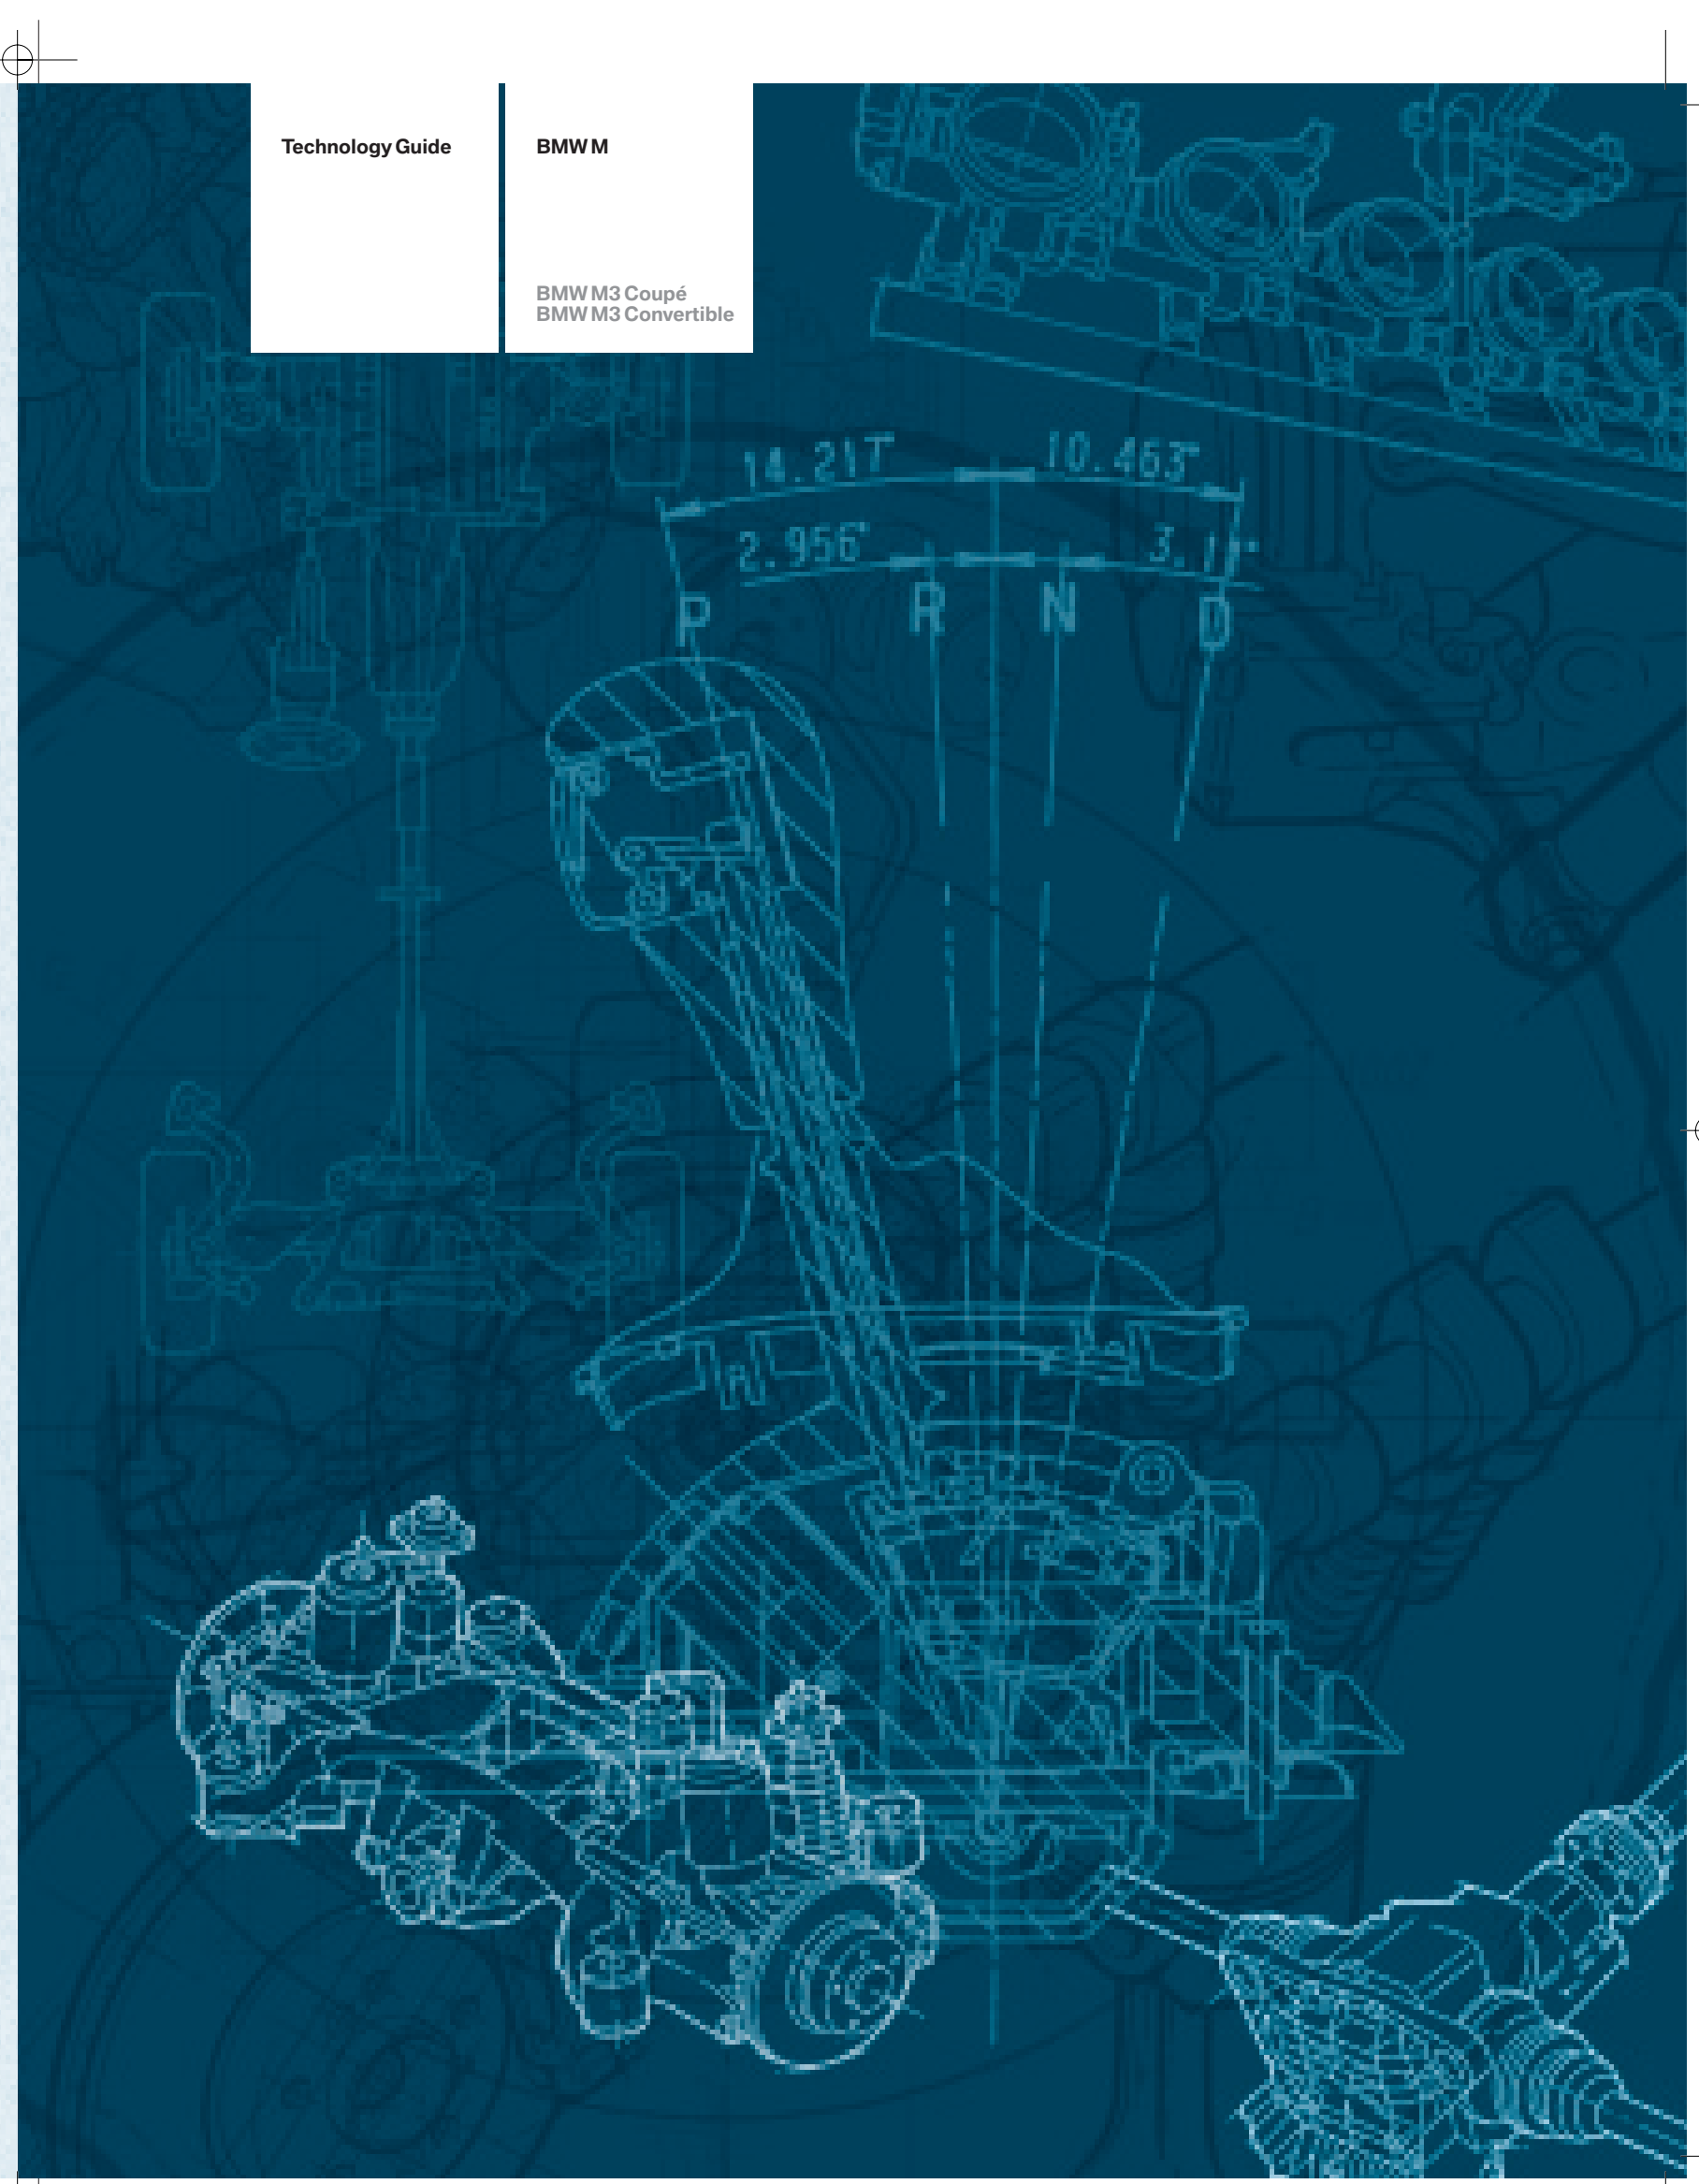 Technology Guide
BMW M
BMW M3 Coupé
BMW M3 Convertible
14.217°
10.463°
2.956°
P
R
N
D